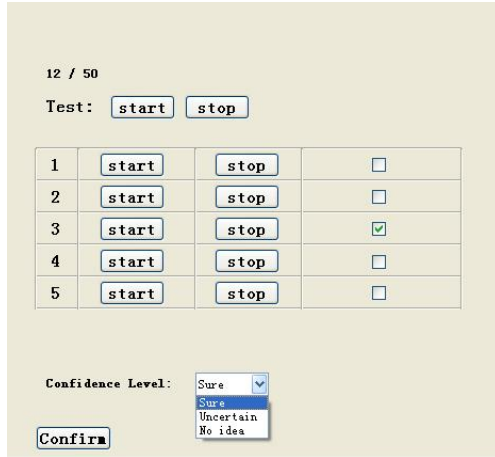 12 / 50
Test: start stop
1 start stop
2 start stop
3 start stop
4 start stop
5 start stop
Confidence Level: Sure
Sure
Uncertain
No idea
Confirm